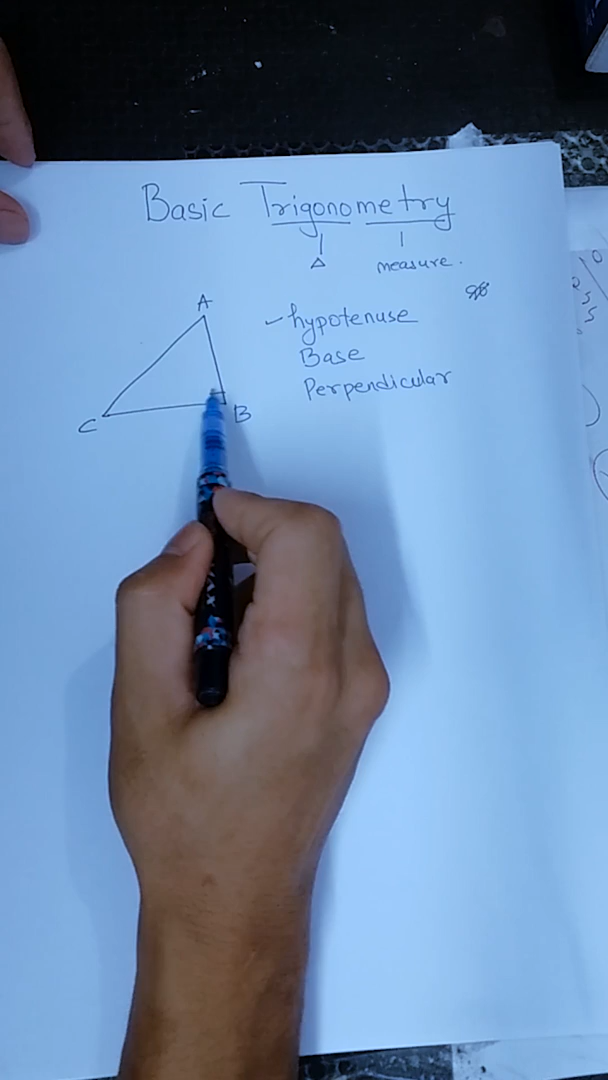 Basic Trigonometry
Δ measure.
A
hypotenuse
Base
Perpendicular
C B